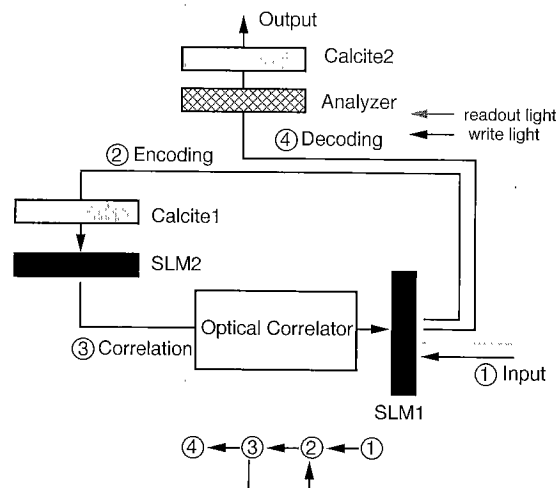 Output
Calcite2
Analyzer
readout light
write light
④ Decoding
② Encoding
Calcite1
SLM2
Optical Correlator
③ Correlation
① Input
SLM1
④ ③ ② ①